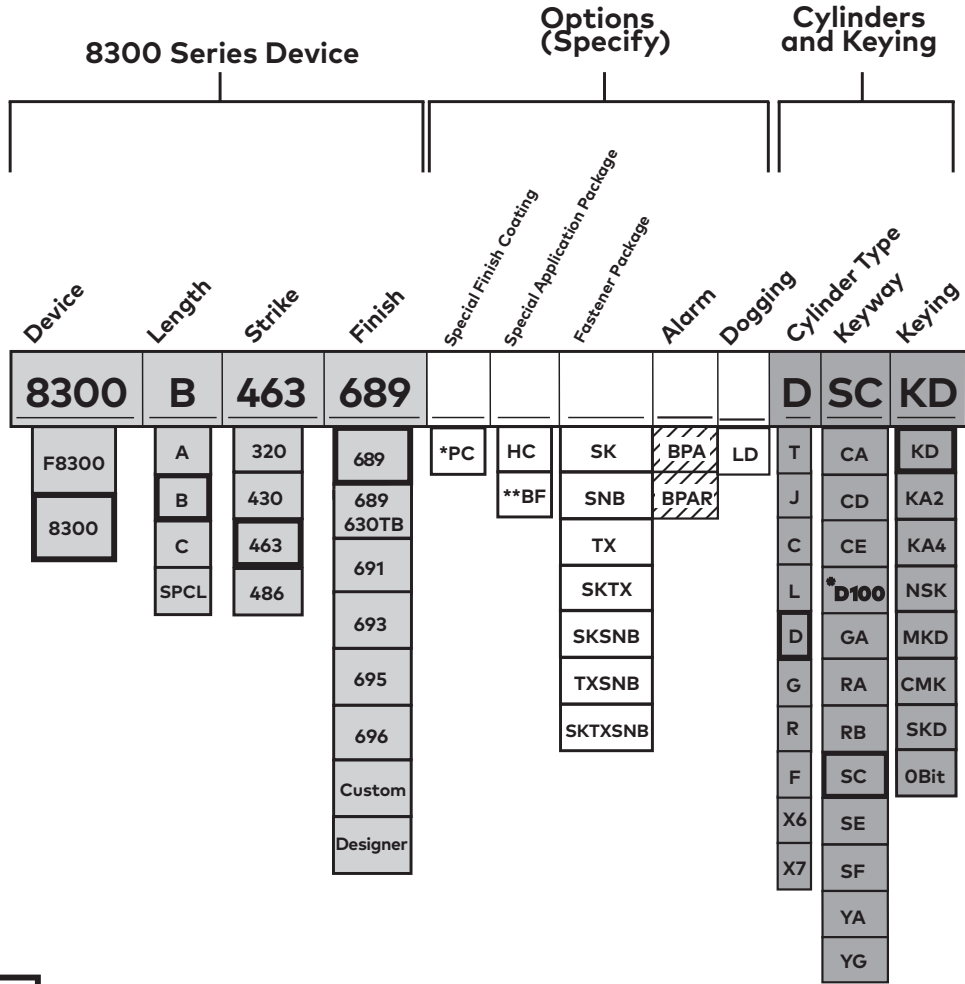 8300 Series Device
Options
(Specify)
Cylinders
and Keying
Device
Length
Strike
Finish
Special Finish Coating
Special Application Package
Fastener Package
Alarm
Dogging
Cylinder Type
Keyway
Keying
8300 B 463 689 D SC KD
F8300
8300
A
B
C
SPCL
320
430
463
486
689
689
630TB
691
693
695
696
Custom
Designer
*PC
HC
**BF
SK
SNB
TX
SKTX
SKSNB
TXSNB
SKTXSNB
BPA
BPAR
LD
T
J
C
L
D
G
R
F
X6
X7
CA
CD
CE
*D100
GA
RA
RB
SC
SE
SF
YA
YG
KD
KA2
KA4
NSK
MKD
CMK
SKD
0Bit